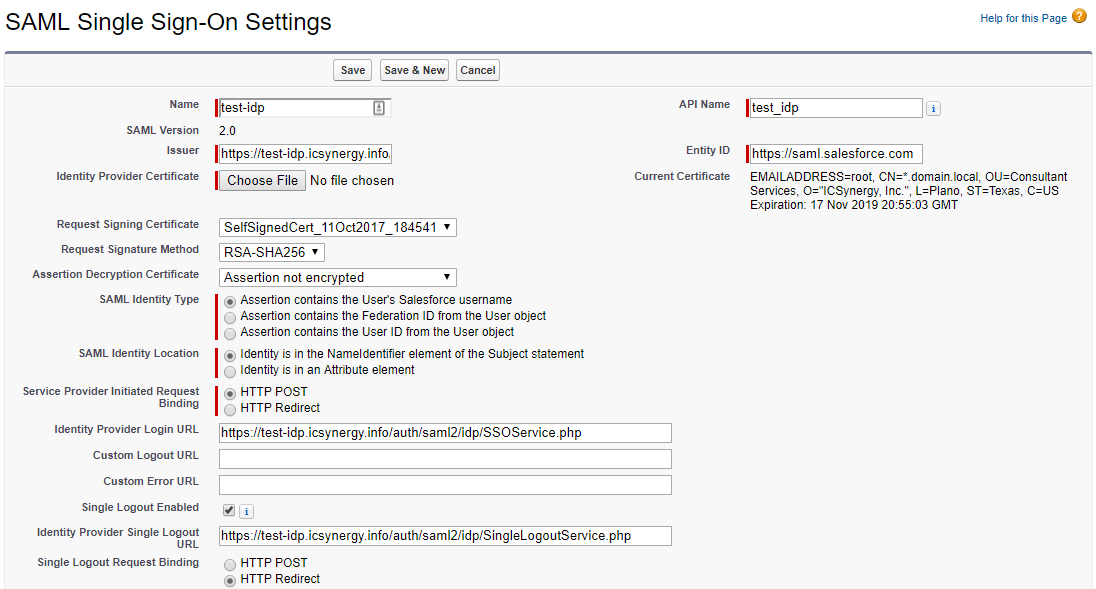 SAML Single Sign-On Settings
Help for this Page ?
Save Save & New Cancel
Name test-idp API Name test_idp i
SAML Version 2.0
Issuer https://test-idp.icsynergy.info. Entity ID https://saml.salesforce.com
Identity Provider Certificate Choose File No file chosen Current Certificate EMAILADDRESS=root, CN=*.domain.local, OU=Consultant
Services, O="ICSynergy, Inc.", L=Plano, ST=Texas, C=US
Expiration: 17 Nov 2019 20:55:03 GMT
Request Signing Certificate SelfSignedCert_11Oct2017_184541
Request Signature Method RSA-SHA256
Assertion Decryption Certificate Assertion not encrypted
SAML Identity Type Assertion contains the User's Salesforce username
Assertion contains the Federation ID from the User object
Assertion contains the User ID from the User object
SAML Identity Location Identity is in the NameIdentifier element of the Subject statement
Identity is in an Attribute element
Service Provider Initiated Request
Binding
HTTP POST
HTTP Redirect
Identity Provider Login URL https://test-idp.icsynergy.info/auth/saml2/idp/SSOService.php
Custom Logout URL
Custom Error URL
Single Logout Enabled i
Identity Provider Single Logout
URL
https://test-idp.icsynergy.info/auth/saml2/idp/SingleLogoutService.php
Single Logout Request Binding HTTP POST
HTTP Redirect